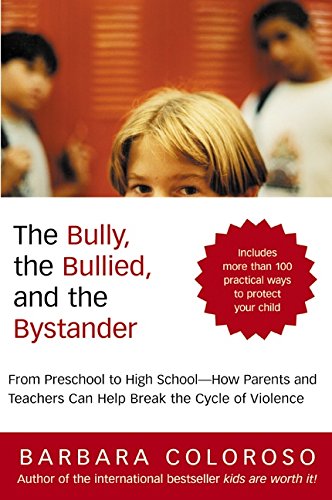 The Bully,
the Bullied,
and the
Bystander
Includes
more than 100
practical ways
to protect
your child
From Preschool to High School—How Parents and
Teachers Can Help Break the Cycle of Violence
BARBARA COLOROSO
Author of the international bestseller kids are worth it!